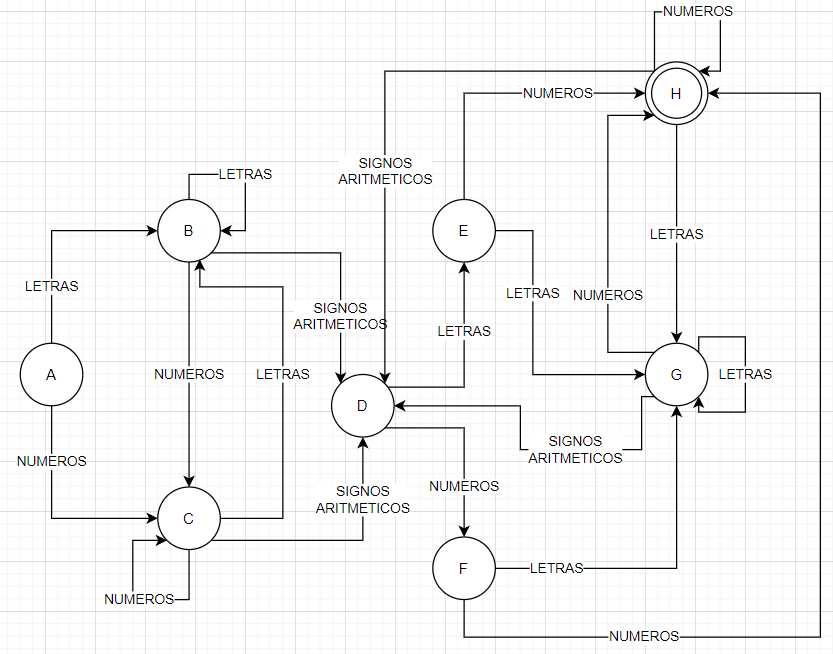 NUMEROS
H
NUMEROS
SIGNOS
ARITMETICOS
LETRAS
B
E
LETRAS
LETRAS
LETRAS
NUMEROS
SIGNOS
ARITMETICOS
LETRAS
A
NUMEROS
LETRAS
G
LETRAS
D
SIGNOS
ARITMETICOS
NUMEROS
NUMEROS
SIGNOS
ARITMETICOS
C
F
LETRAS
NUMEROS
NUMEROS